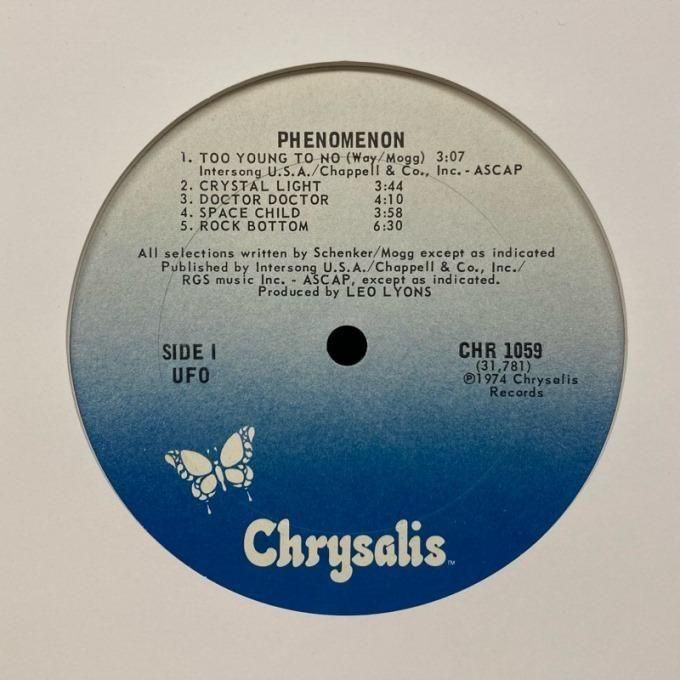 PHENOMENON
1. TOO YOUNG TO NO (Way/Mogg) 3:07
Intersong U.S.A./Chappell & Co., Inc. - ASCAP
2. CRYSTAL LIGHT 3:44
3. DOCTOR DOCTOR 4:10
4. SPACE CHILD 3:58
5. ROCK BOTTOM 6:30
All selections written by Schenker/Mogg except as indicated
Published by Intersong U.S.A./Chappell & Co., Inc./
RGS music Inc. - ASCAP, except as indicated.
Produced by LEO LYONS
SIDE I
UFO
CHR 1059
(31,781)
℗1974 Chrysalis
Records
Chrysalis™